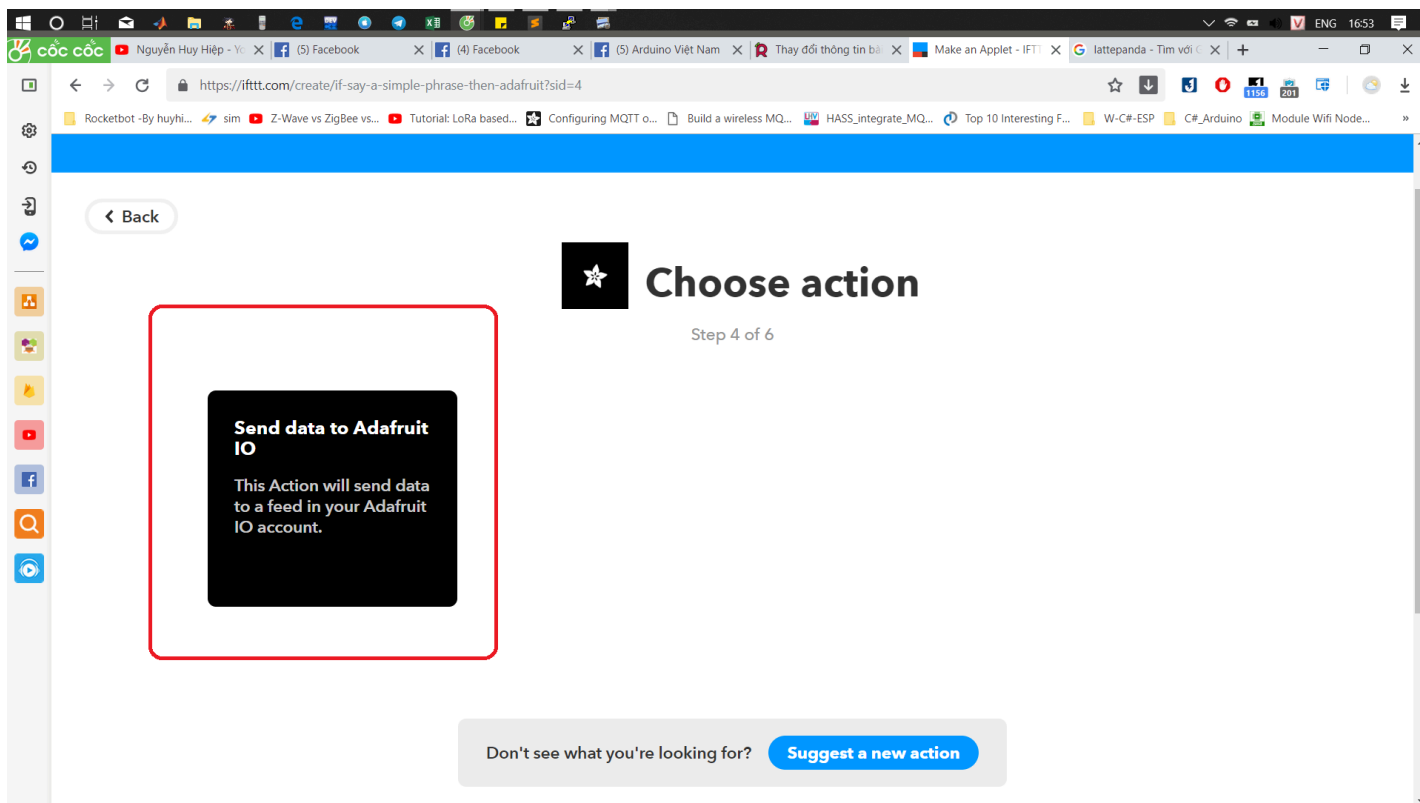 ENG 16:53
cốc cốc Nguyễn Huy Hiệp - Yo (5) Facebook (4) Facebook (5) Arduino Việt Nam Thay đổi thông tin bà Make an Applet - IFTT lattepanda - Tìm với
https://ifttt.com/create/if-say-a-simple-phrase-then-adafruit?sid=4 1156 201
Rocketbot -By huyhi... sim Z-Wave vs ZigBee vs... Tutorial: LoRa based... Configuring MQTT o... Build a wireless MQ... HASS_integrate_MQ... Top 10 Interesting F... W-C#-ESP C#_Arduino Module Wifi Node... »
Back
Choose action
Step 4 of 6
Send data to Adafruit
IO
This Action will send data
to a feed in your Adafruit
IO account.
Don't see what you're looking for? Suggest a new action